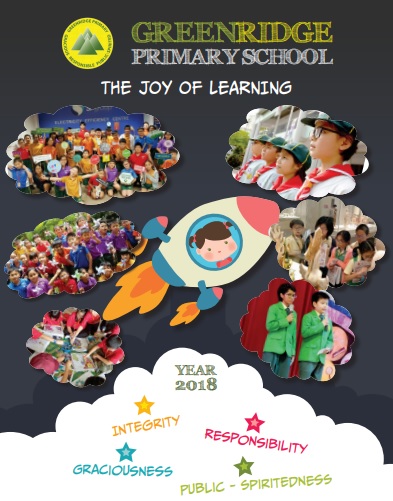 GREENRIDGE
PRIMARY SCHOOL
THE JOY OF LEARNING
YEAR
2018
INTEGRITY
RESPONSIBILITY
GRACIOUSNESS
PUBLIC - SPIRITEDNESS